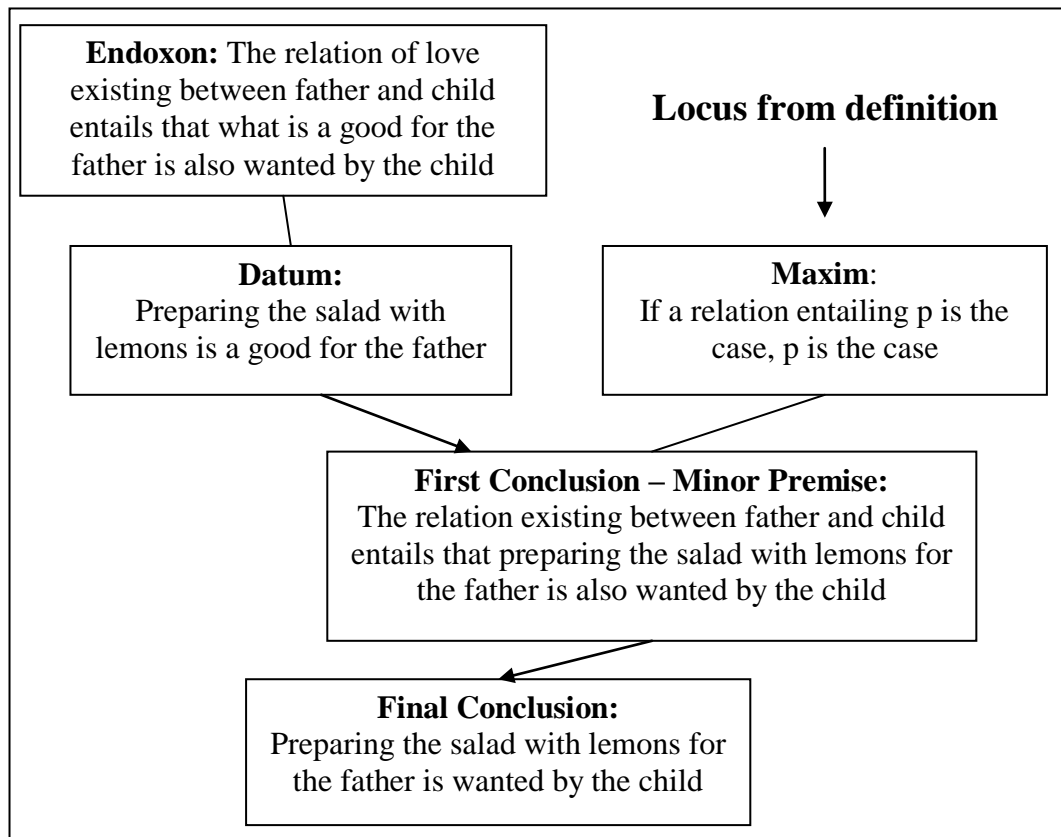 Endoxon: The relation of love
existing between father and child
entails that what is a good for the
father is also wanted by the child
Locus from definition
Datum:
Preparing the salad with
lemons is a good for the father
Maxim:
If a relation entailing p is the
case, p is the case
First Conclusion – Minor Premise:
The relation existing between father and child
entails that preparing the salad with lemons for
the father is also wanted by the child
Final Conclusion:
Preparing the salad with lemons for
the father is wanted by the child